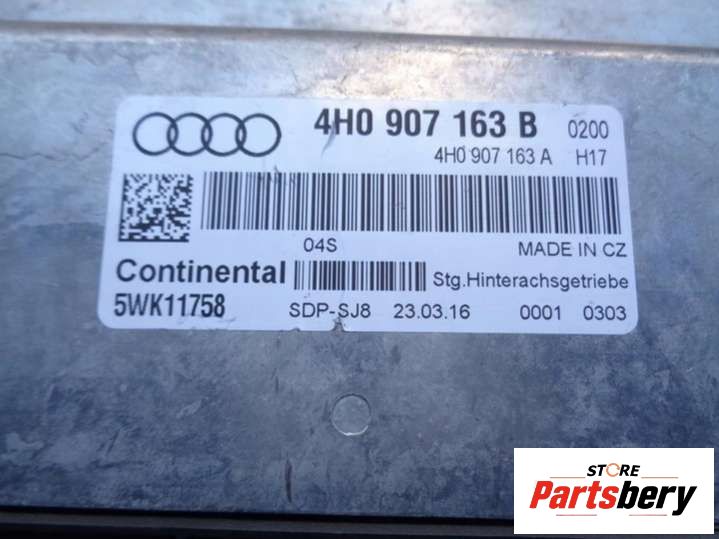 4H0 907 163 B 0200
4H0 907 163 A H17
04S MADE IN CZ
Continental Stg.Hinterachsgetriebe
5WK11758 SDP-SJ8 23.03.16 0001 0303
STORE
Partsbery